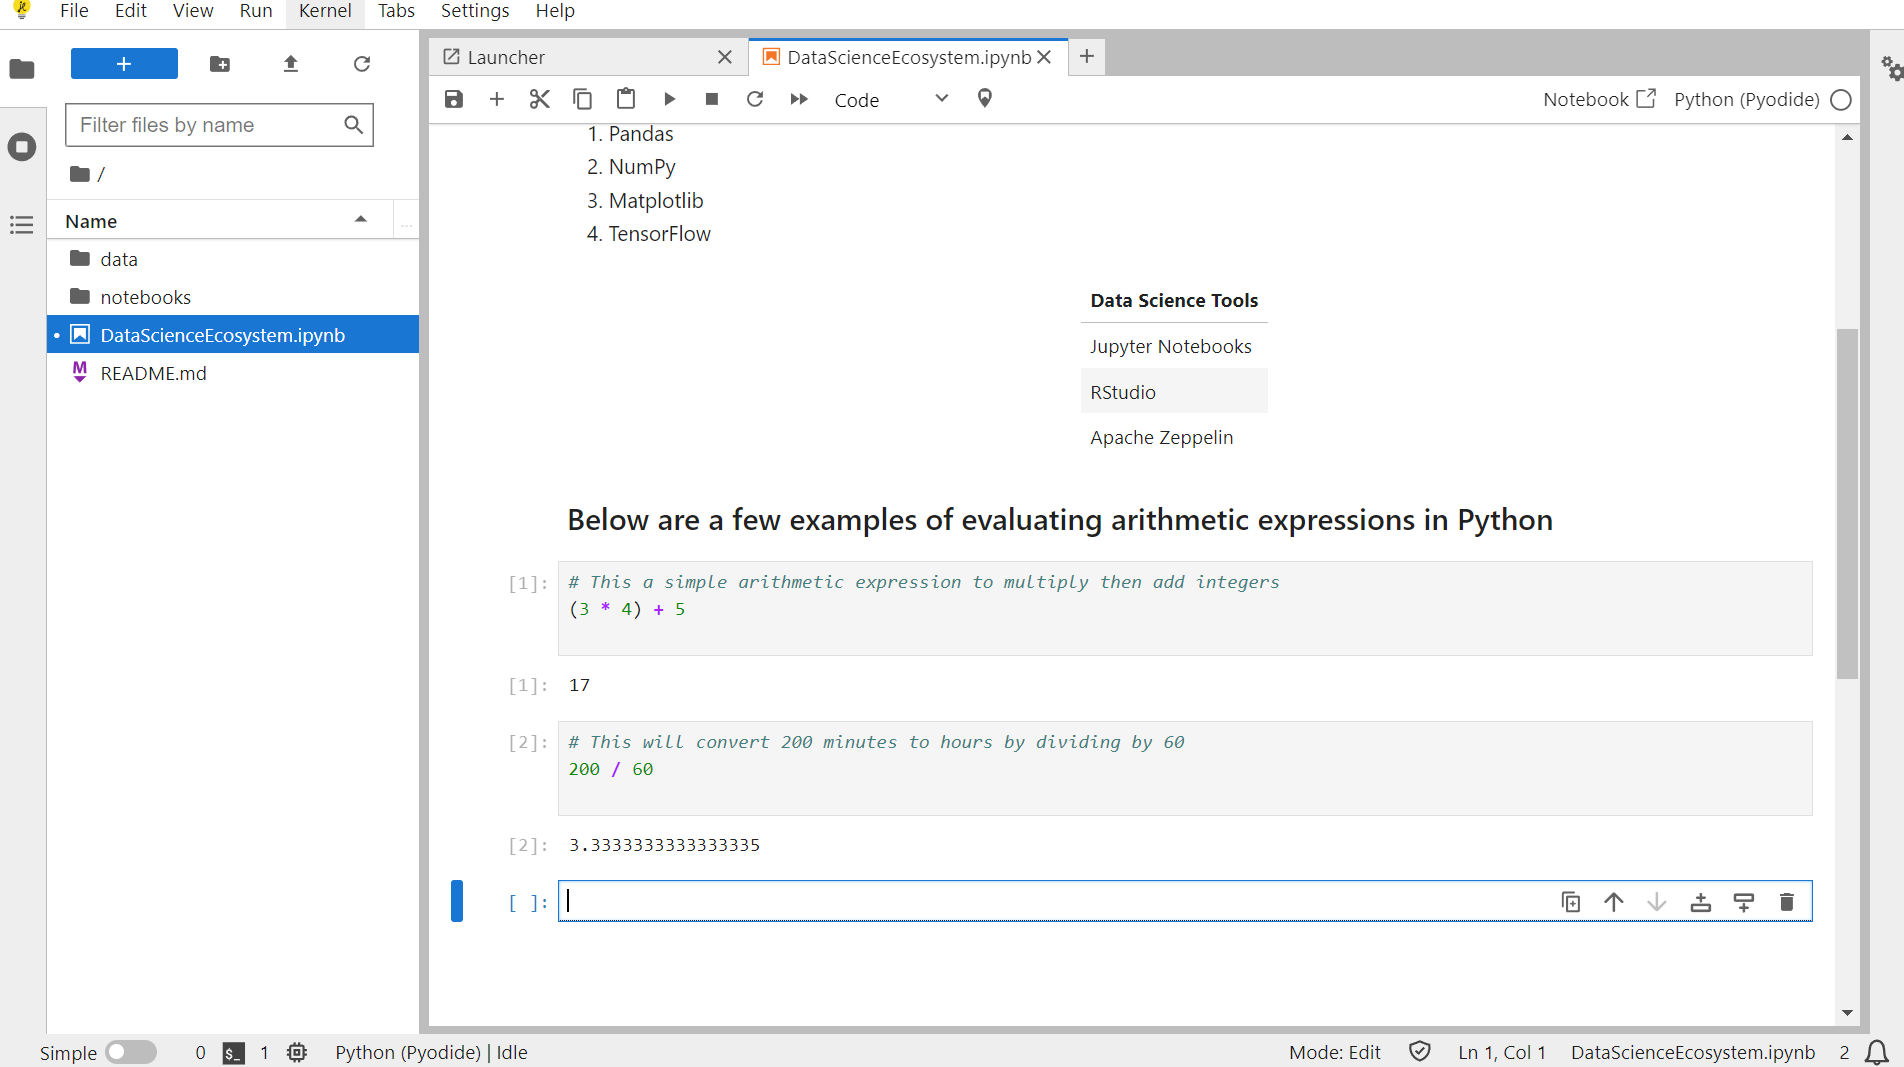 File Edit View Run Kernel Tabs Settings Help
+
Filter files by name
/
Name
...
data
notebooks
DataScienceEcosystem.ipynb
README.md
Launcher
DataScienceEcosystem.ipynb
Code
Notebook
Python (Pyodide)
1. Pandas
2. NumPy
3. Matplotlib
4. TensorFlow
Data Science Tools
Jupyter Notebooks
RStudio
Apache Zeppelin
Below are a few examples of evaluating arithmetic expressions in Python
[1]: # This a simple arithmetic expression to multiply then add integers
(3 * 4) + 5
[1]: 17
[2]: # This will convert 200 minutes to hours by dividing by 60
200 / 60
[2]: 3.3333333333333335
[ ]:
Simple 0 $_ 1 Python (Pyodide) | Idle Mode: Edit Ln 1, Col 1 DataScienceEcosystem.ipynb 2